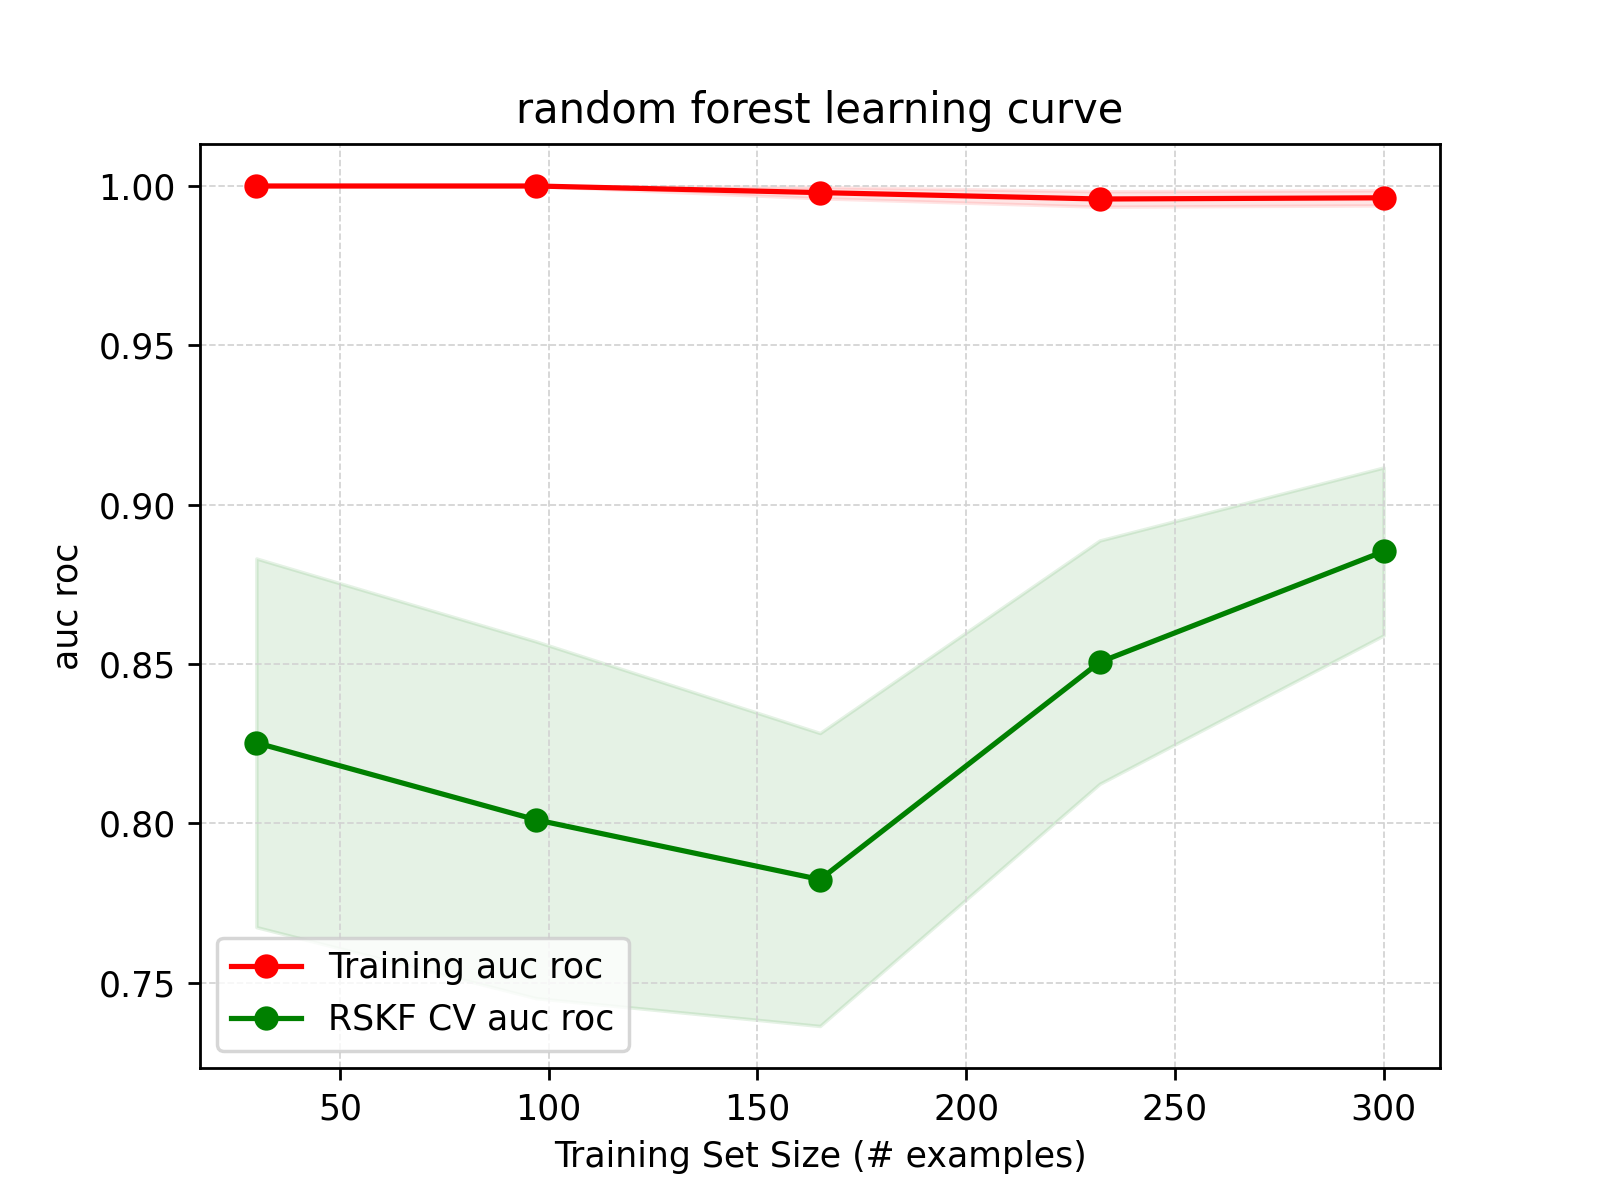 random forest learning curve
1.00
0.95
0.90
0.85
0.80
0.75
auc roc
Training auc roc
RSKF CV auc roc
50 100 150 200 250 300
Training Set Size (# examples)